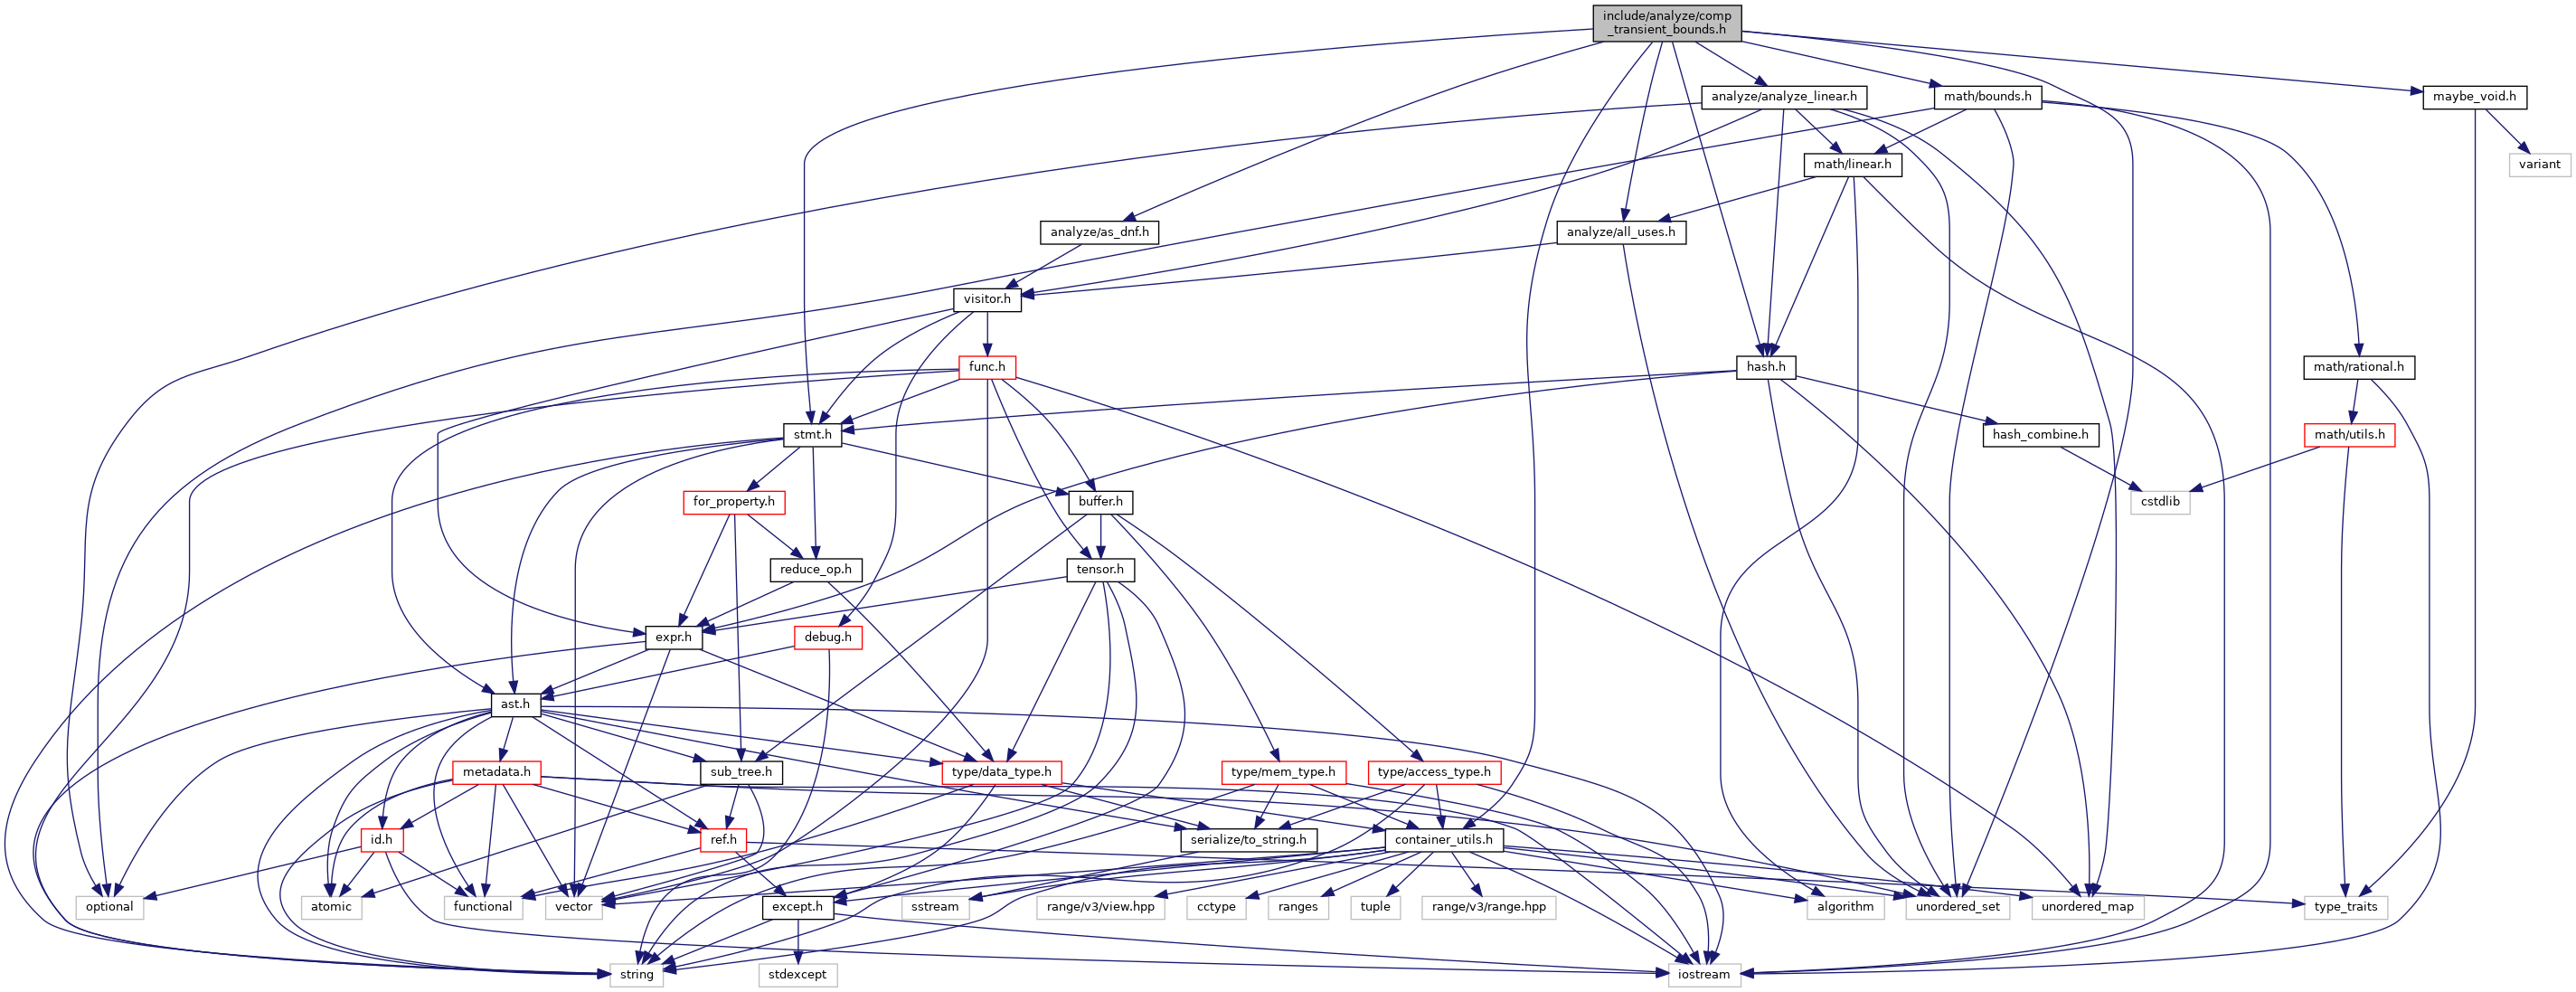 include/analyze/comp
_transient_bounds.h
analyze/analyze_linear.h
math/bounds.h
maybe_void.h
math/linear.h
variant
analyze/as_dnf.h
analyze/all_uses.h
visitor.h
func.h
hash.h
math/rational.h
stmt.h
hash_combine.h
math/utils.h
for_property.h
buffer.h
cstdlib
reduce_op.h
tensor.h
expr.h
debug.h
ast.h
metadata.h
sub_tree.h
type/data_type.h
type/mem_type.h
type/access_type.h
id.h
ref.h
serialize/to_string.h
container_utils.h
optional
atomic
functional
vector
except.h
sstream
range/v3/view.hpp
cctype
ranges
tuple
range/v3/range.hpp
algorithm
unordered_set
unordered_map
type_traits
string
stdexcept
iostream